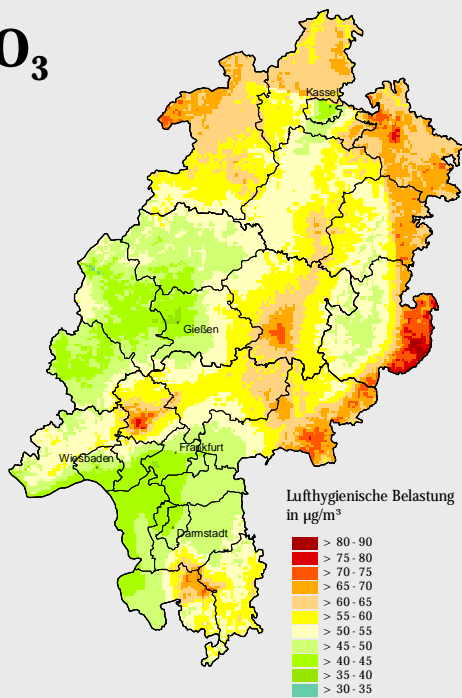 O3
Kassel
Gießen
Frankfurt
Wiesbaden
Darmstadt
Lufthygienische Belastung
in µg/m³
> 80 - 90
> 75 - 80
> 70 - 75
> 65 - 70
> 60 - 65
> 55 - 60
> 50 - 55
> 45 - 50
> 40 - 45
> 35 - 40
> 30 - 35